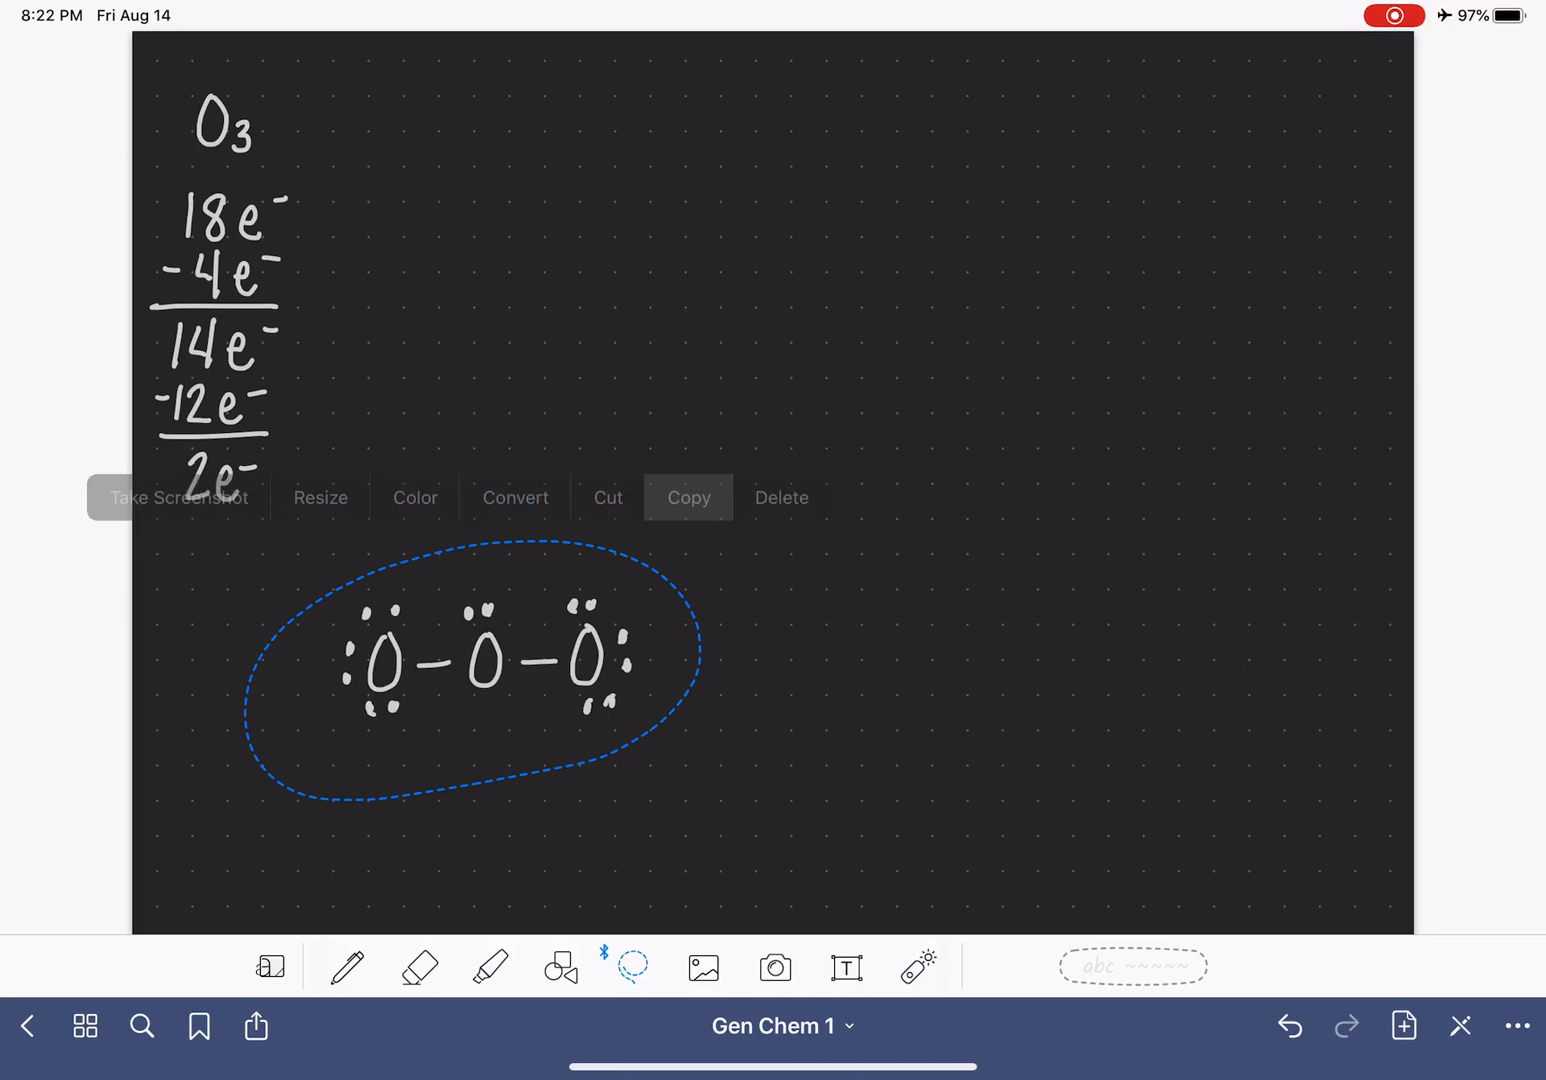 8:22 PM Fri Aug 14
97%
O₃
18e⁻
-4e⁻
14e⁻
-12e⁻
2e⁻
Take Screenshot Resize Color Convert Cut Copy Delete
O — O — O
T
abc
Gen Chem 1